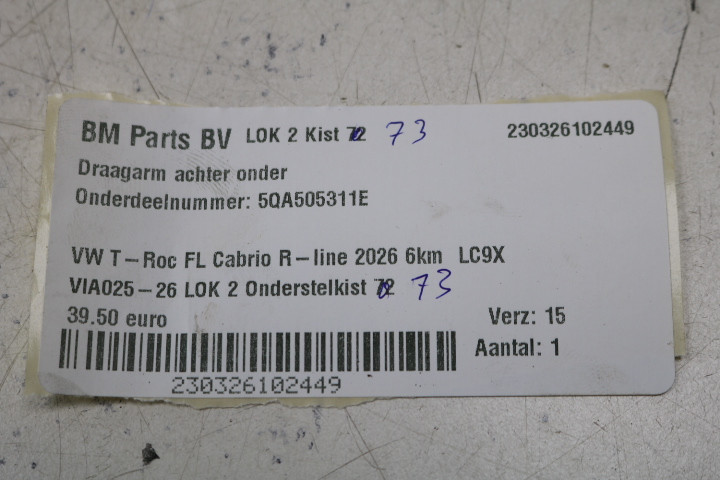 BM Parts BV LOK 2 Kist 72 73 230326102449
Draagarm achter onder
Onderdeelnummer: 5QA505311E
VW T-Roc FL Cabrio R-line 2026 6km LC9X
VIA025-26 LOK 2 Onderstelkist 72 73
39.50 euro Verz: 15
Aantal: 1
230326102449